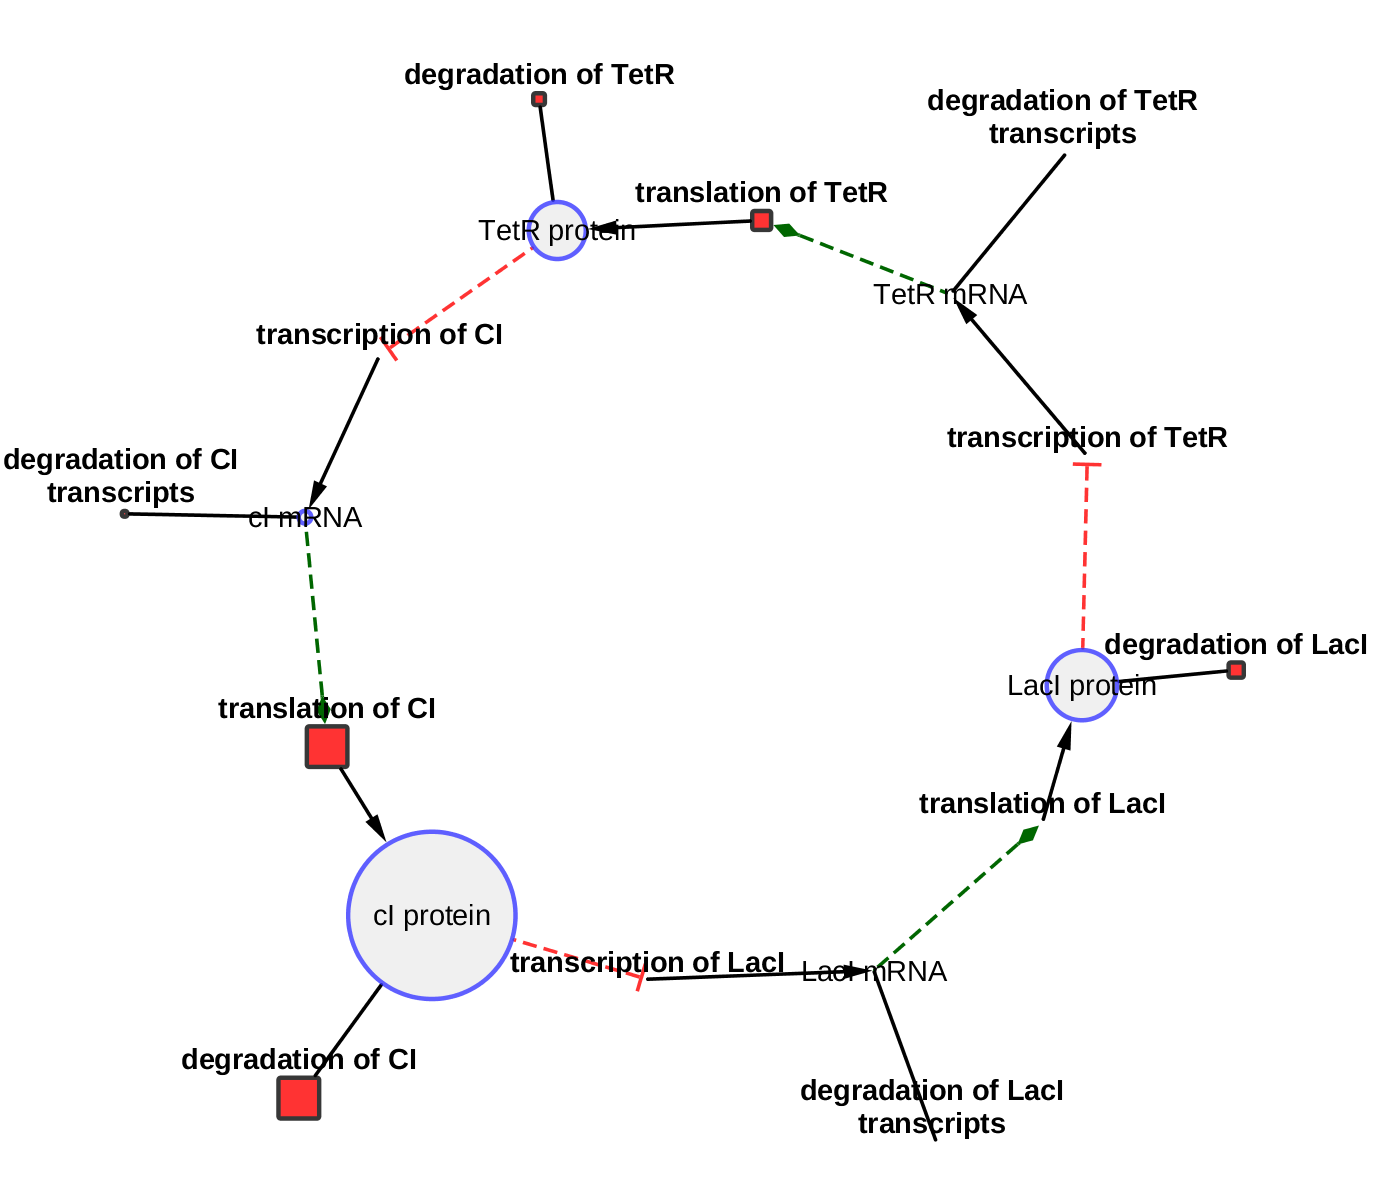 degradation of TetR
degradation of TetR
transcripts
translation of TetR
TetR protein
TetR mRNA
transcription of CI
transcription of TetR
degradation of CI
transcripts
cI mRNA
degradation of LacI
LacI protein
translation of CI
translation of LacI
cI protein
transcription of LacI
LacI mRNA
degradation of CI
degradation of LacI
transcripts